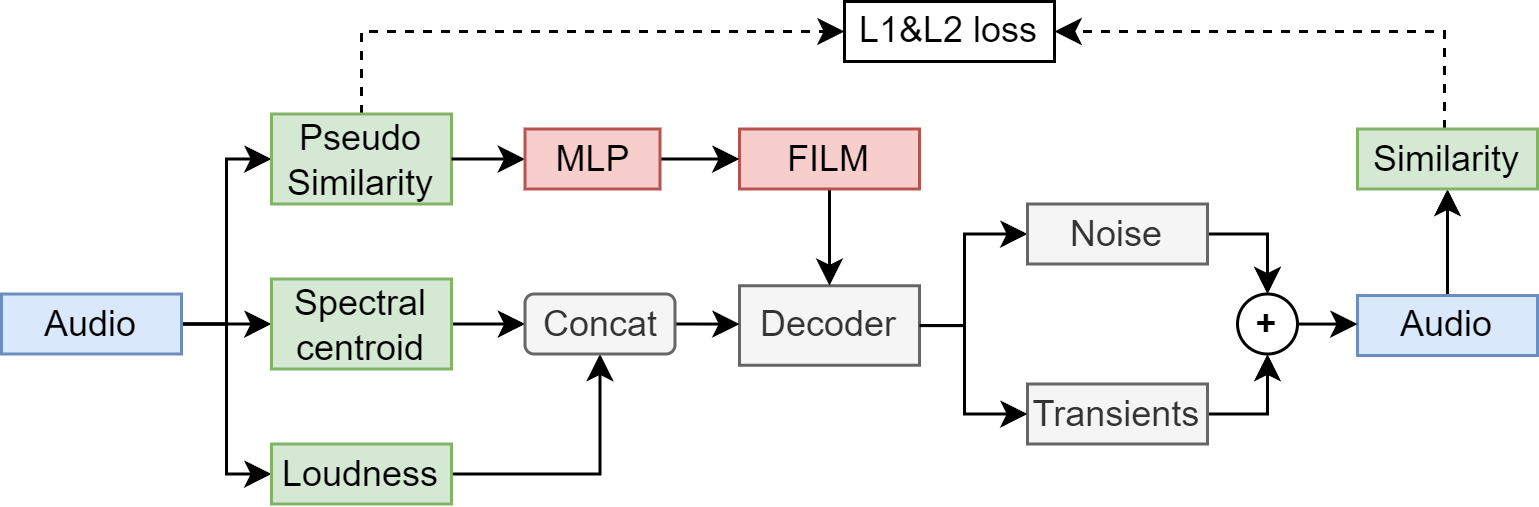 L1&L2 loss
Pseudo
Similarity
MLP
FILM
Similarity
Noise
Audio
Spectral
centroid
Concat
Decoder
+
Audio
Transients
Loudness